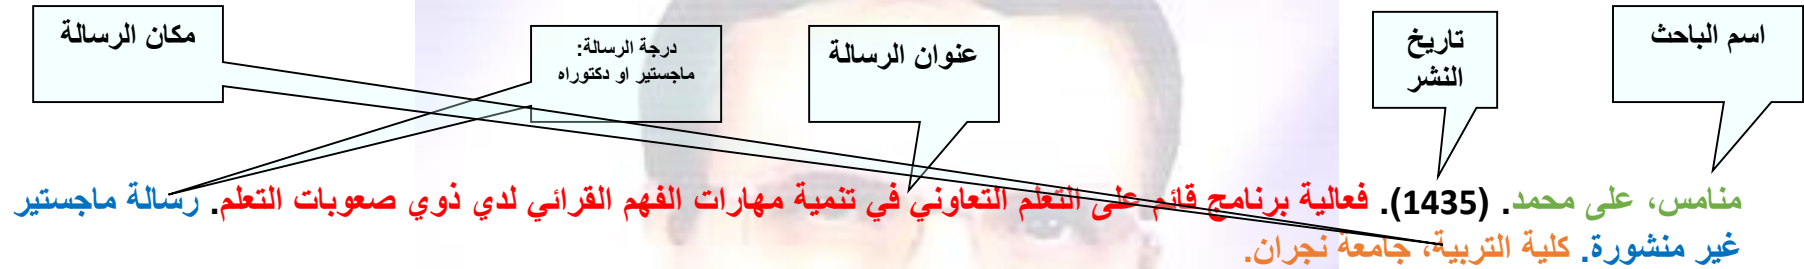 اسم الباحث
تاريخ
النشر
عنوان الرسالة
درجة الرسالة:
ماجستير او دكتوراه
مكان الرسالة
منامس، على محمد. (1435). فعالية برنامج قائم على التعلم التعاوني في تنمية مهارات الفهم القرائي لدي ذوي صعوبات التعلم. رسالة ماجستير
غير منشورة. كلية التربية، جامعة نجران.